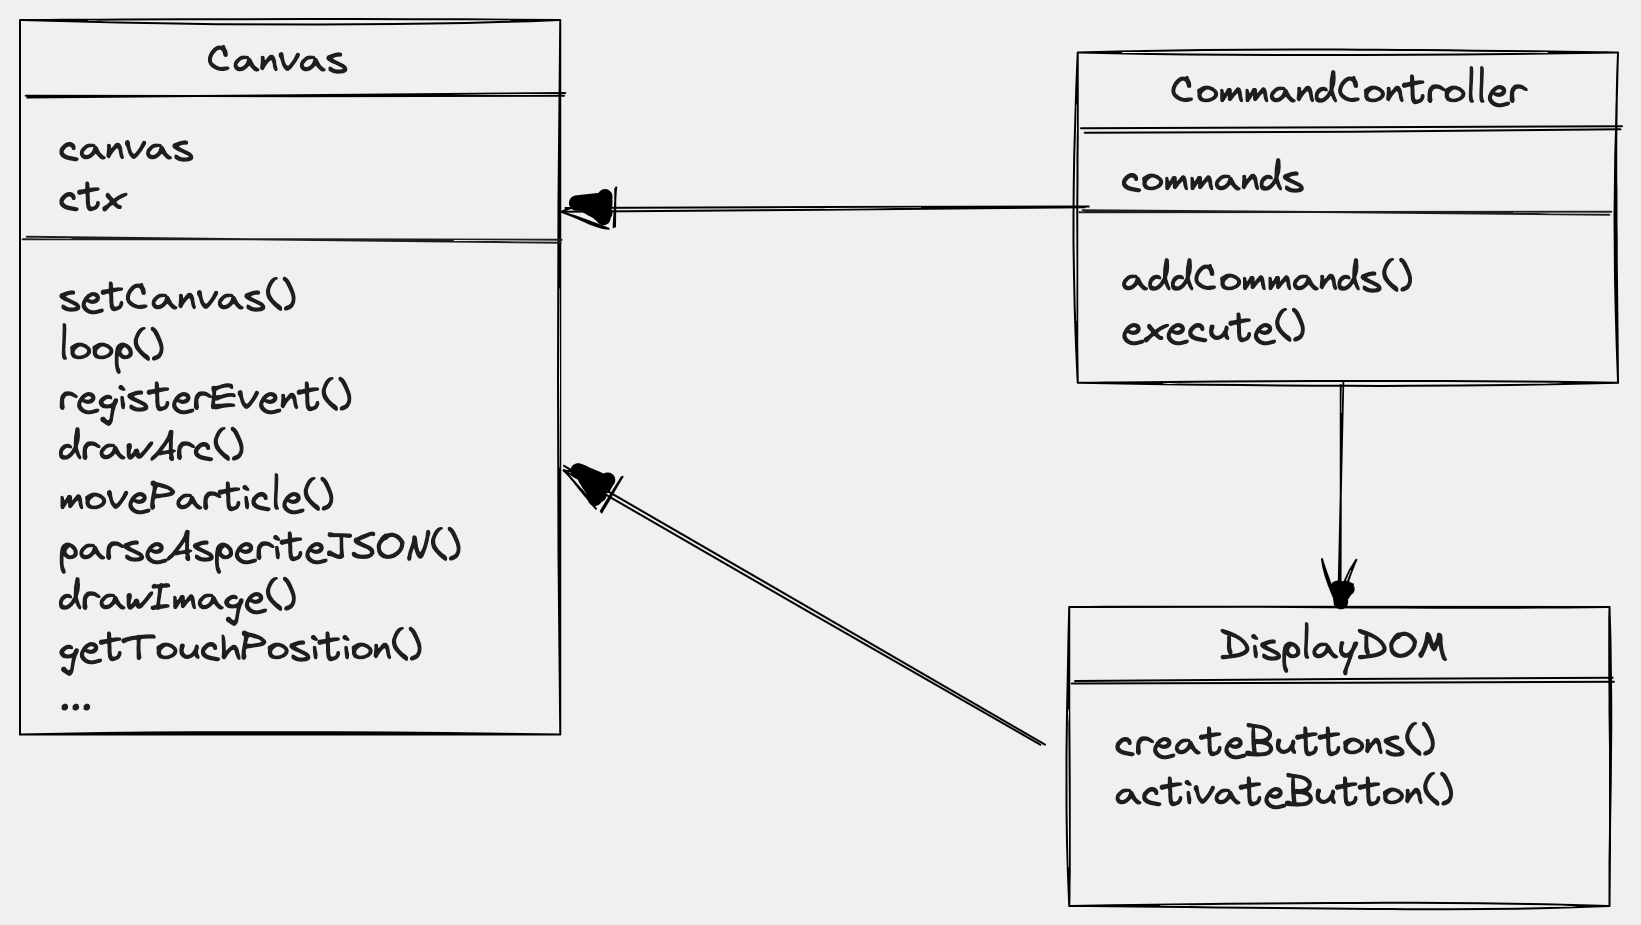 Canvas
canvas
ctx
setCanvas()
loop()
registerEvent()
drawArc()
moveParticle()
parseAsperiteJSON()
drawImage()
getTouchPosition()
...
CommandController
commands
addCommands()
execute()
DisplayDOM
createButtons()
activateButton()